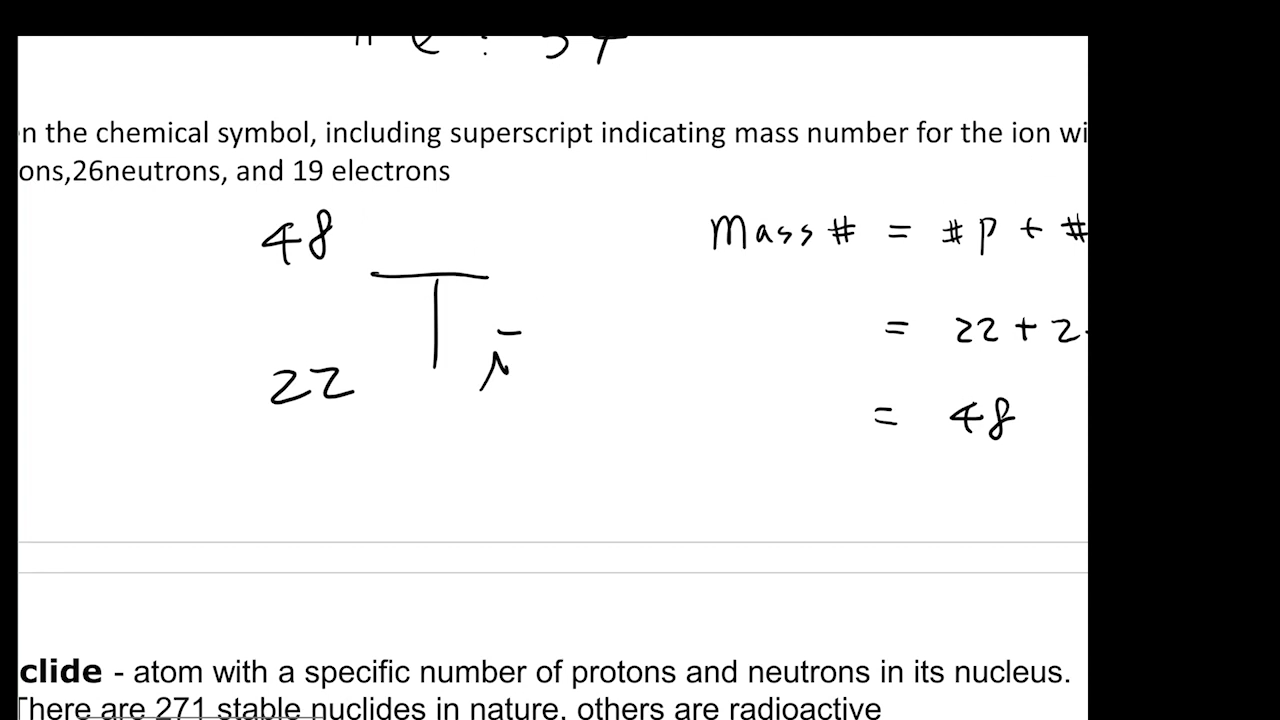 # e : 54
n the chemical symbol, including superscript indicating mass number for the ion wi
ons,26neutrons, and 19 electrons
48
Ti
22
Mass # = #p + #
= 22 + 2
= 48
clide - atom with a specific number of protons and neutrons in its nucleus.
There are 271 stable nuclides in nature, others are radioactive